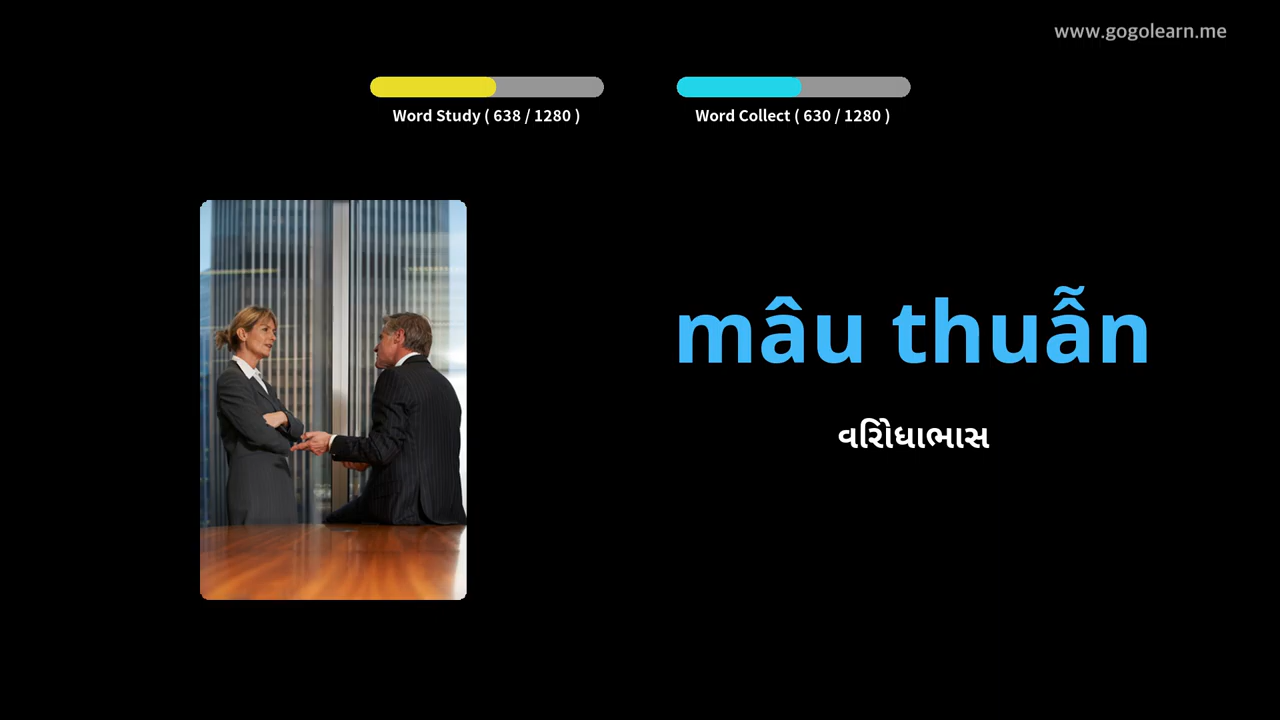 www.gogolearn.me
Word Study ( 638 / 1280 )
Word Collect ( 630 / 1280 )
mâu thuẫn
વિરોધાભાસ